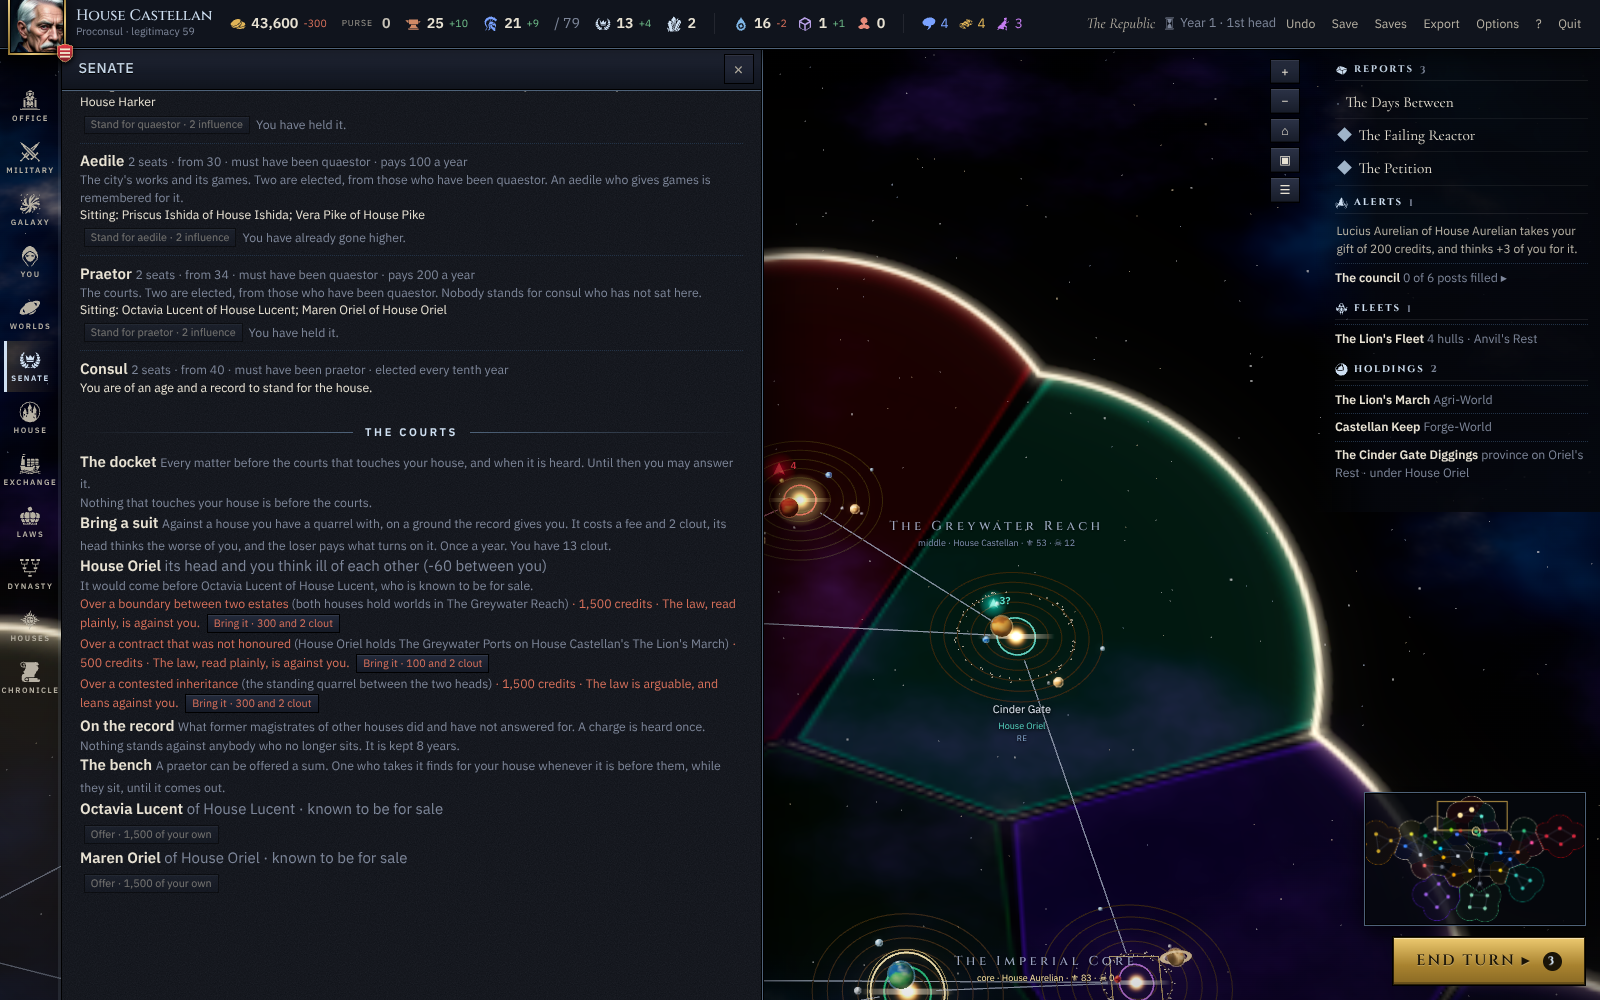 HOUSE CASTELLAN
Proconsul · legitimacy 59
43,600 -300 PURSE 0 25 +10 21 +9 / 79 13 +4 2 16 -2 1 +1 0 4 4 3
The Republic Year 1 · 1st head Undo Save Saves Export Options ? Quit
OFFICE
MILITARY
GALAXY
YOU
WORLDS
SENATE
HOUSE
EXCHANGE
LAWS
DYNASTY
HOUSES
CHRONICLE
SENATE ×
House Harker
Stand for quaestor · 2 influence You have held it.
Aedile 2 seats · from 30 · must have been quaestor · pays 100 a year
The city's works and its games. Two are elected, from those who have been quaestor. An aedile who gives games is
remembered for it.
Sitting: Priscus Ishida of House Ishida; Vera Pike of House Pike
Stand for aedile · 2 influence You have already gone higher.
Praetor 2 seats · from 34 · must have been quaestor · pays 200 a year
The courts. Two are elected, from those who have been quaestor. Nobody stands for consul who has not sat here.
Sitting: Octavia Lucent of House Lucent; Maren Oriel of House Oriel
Stand for praetor · 2 influence You have held it.
Consul 2 seats · from 40 · must have been praetor · elected every tenth year
You are of an age and a record to stand for the house.
THE COURTS
The docket Every matter before the courts that touches your house, and when it is heard. Until then you may answer
it.
Nothing that touches your house is before the courts.
Bring a suit Against a house you have a quarrel with, on a ground the record gives you. It costs a fee and 2 clout, its
head thinks the worse of you, and the loser pays what turns on it. Once a year. You have 13 clout.
House Oriel its head and you think ill of each other (-60 between you)
It would come before Octavia Lucent of House Lucent, who is known to be for sale.
Over a boundary between two estates (both houses hold worlds in The Greywater Reach) · 1,500 credits · The law, read
plainly, is against you. Bring it · 300 and 2 clout
Over a contract that was not honoured (House Oriel holds The Greywater Ports on House Castellan's The Lion's March) ·
500 credits · The law, read plainly, is against you. Bring it · 100 and 2 clout
Over a contested inheritance (the standing quarrel between the two heads) · 1,500 credits · The law is arguable, and
leans against you. Bring it · 300 and 2 clout
On the record What former magistrates of other houses did and have not answered for. A charge is heard once.
Nothing stands against anybody who no longer sits. It is kept 8 years.
The bench A praetor can be offered a sum. One who takes it finds for your house whenever it is before them, while
they sit, until it comes out.
Octavia Lucent of House Lucent · known to be for sale
Offer · 1,500 of your own
Maren Oriel of House Oriel · known to be for sale
Offer · 1,500 of your own
4
THE GREYWATER REACH
middle · House Castellan · 53 · 12
3?
Cinder Gate
House Oriel
RE
THE IMPERIAL CORE
core · House Aurelian · 83 · 0
+
−
REPORTS 3
The Days Between
The Failing Reactor
The Petition
ALERTS 1
Lucius Aurelian of House Aurelian takes your
gift of 200 credits, and thinks +3 of you for it.
The council 0 of 6 posts filled ▸
FLEETS 1
The Lion's Fleet 4 hulls · Anvil's Rest
HOLDINGS 2
The Lion's March Agri-World
Castellan Keep Forge-World
The Cinder Gate Diggings province on Oriel's
Rest · under House Oriel
END TURN ▸ 3